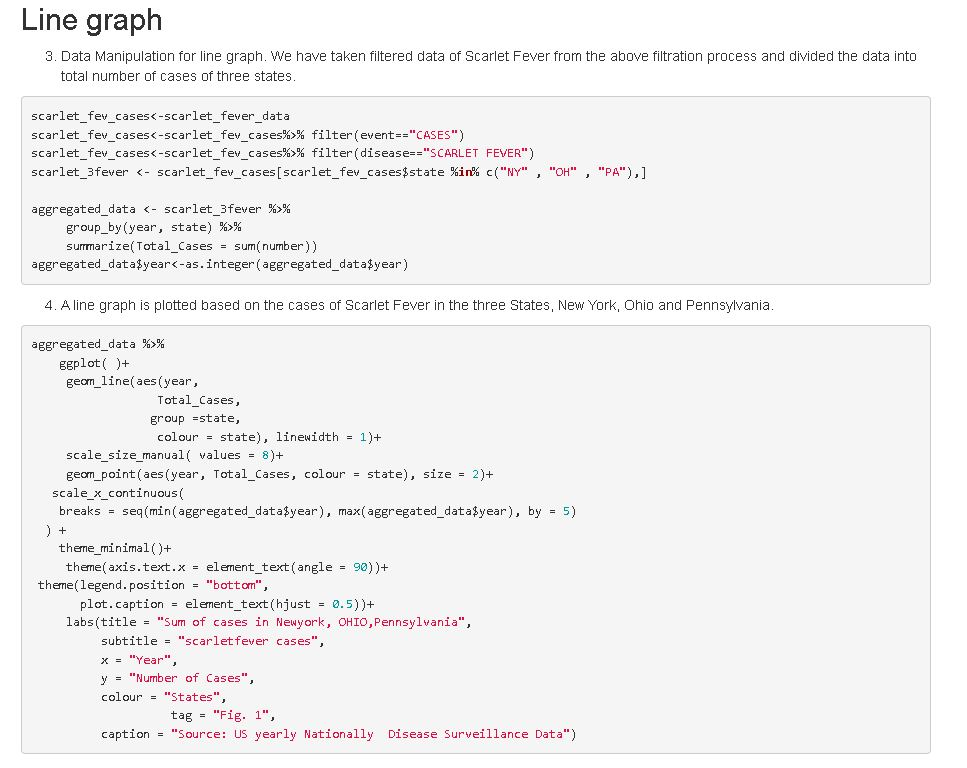 Line graph
3. Data Manipulation for line graph. We have taken filtered data of Scarlet Fever from the above filtration process and divided the data into
total number of cases of three states.
scarlet_fev_cases<-scarlet_fever_data
scarlet_fev_cases<-scarlet_fev_cases%>% filter(event=="CASES")
scarlet_fev_cases<-scarlet_fev_cases%>% filter(disease=="SCARLET FEVER")
scarlet_3fever <- scarlet_fev_cases[scarlet_fev_cases$state %in% c("NY" , "OH" , "PA"),]
aggregated_data <- scarlet_3fever %>%
group_by(year, state) %>%
summarize(Total_Cases = sum(number))
aggregated_data$year<-as.integer(aggregated_data$year)
4. A line graph is plotted based on the cases of Scarlet Fever in the three States, New York, Ohio and Pennsylvania.
aggregated_data %>%
ggplot( )+
geom_line(aes(year,
Total_Cases,
group =state,
colour = state), linewidth = 1)+
scale_size_manual( values = 8)+
geom_point(aes(year, Total_Cases, colour = state), size = 2)+
scale_x_continuous(
breaks = seq(min(aggregated_data$year), max(aggregated_data$year), by = 5)
) +
theme_minimal()+
theme(axis.text.x = element_text(angle = 90))+
theme(legend.position = "bottom",
plot.caption = element_text(hjust = 0.5))+
labs(title = "Sum of cases in Newyork, OHIO,Pennsylvania",
subtitle = "scarletfever cases",
x = "Year",
y = "Number of Cases",
colour = "States",
tag = "Fig. 1",
caption = "Source: US yearly Nationally  Disease Surveillance Data")